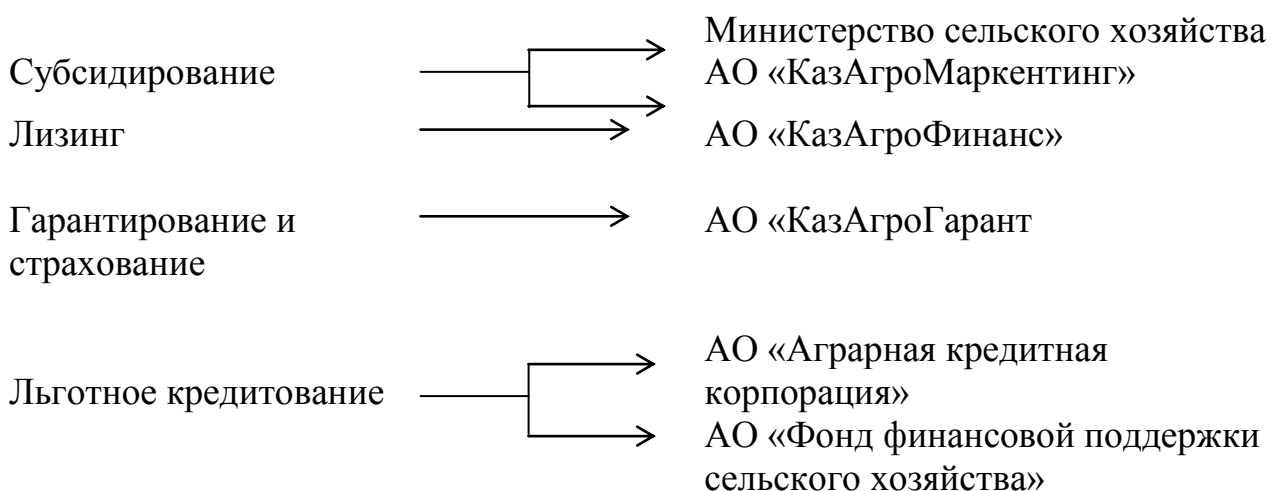 Министерство сельского хозяйства
Субсидирование
АО «КазАгроМаркентинг»
Лизинг
АО «КазАгроФинанс»
Гарантирование и
страхование
АО «КазАгроГарант
Льготное кредитование
АО «Аграрная кредитная
корпорация»
АО «Фонд финансовой поддержки
сельского хозяйства»